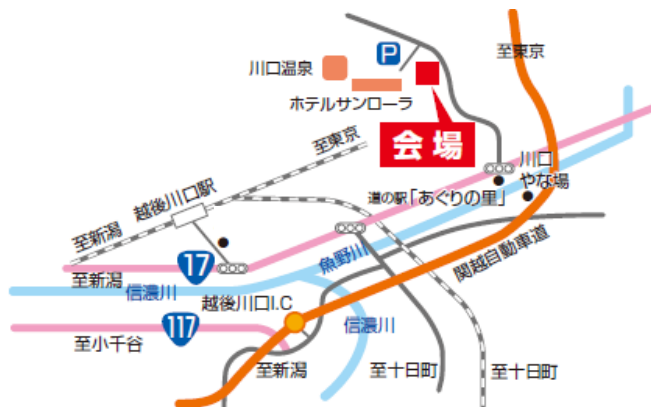 至東京
P
川口温泉
ホテルサンローラ
会場
至東京
川口
やな場
越後川口駅
道の駅「あぐりの里」
至新潟
17
魚野川
関越自動車道
至新潟
信濃川
越後川口I.C
117
信濃川
至小千谷
至新潟
至十日町
至十日町